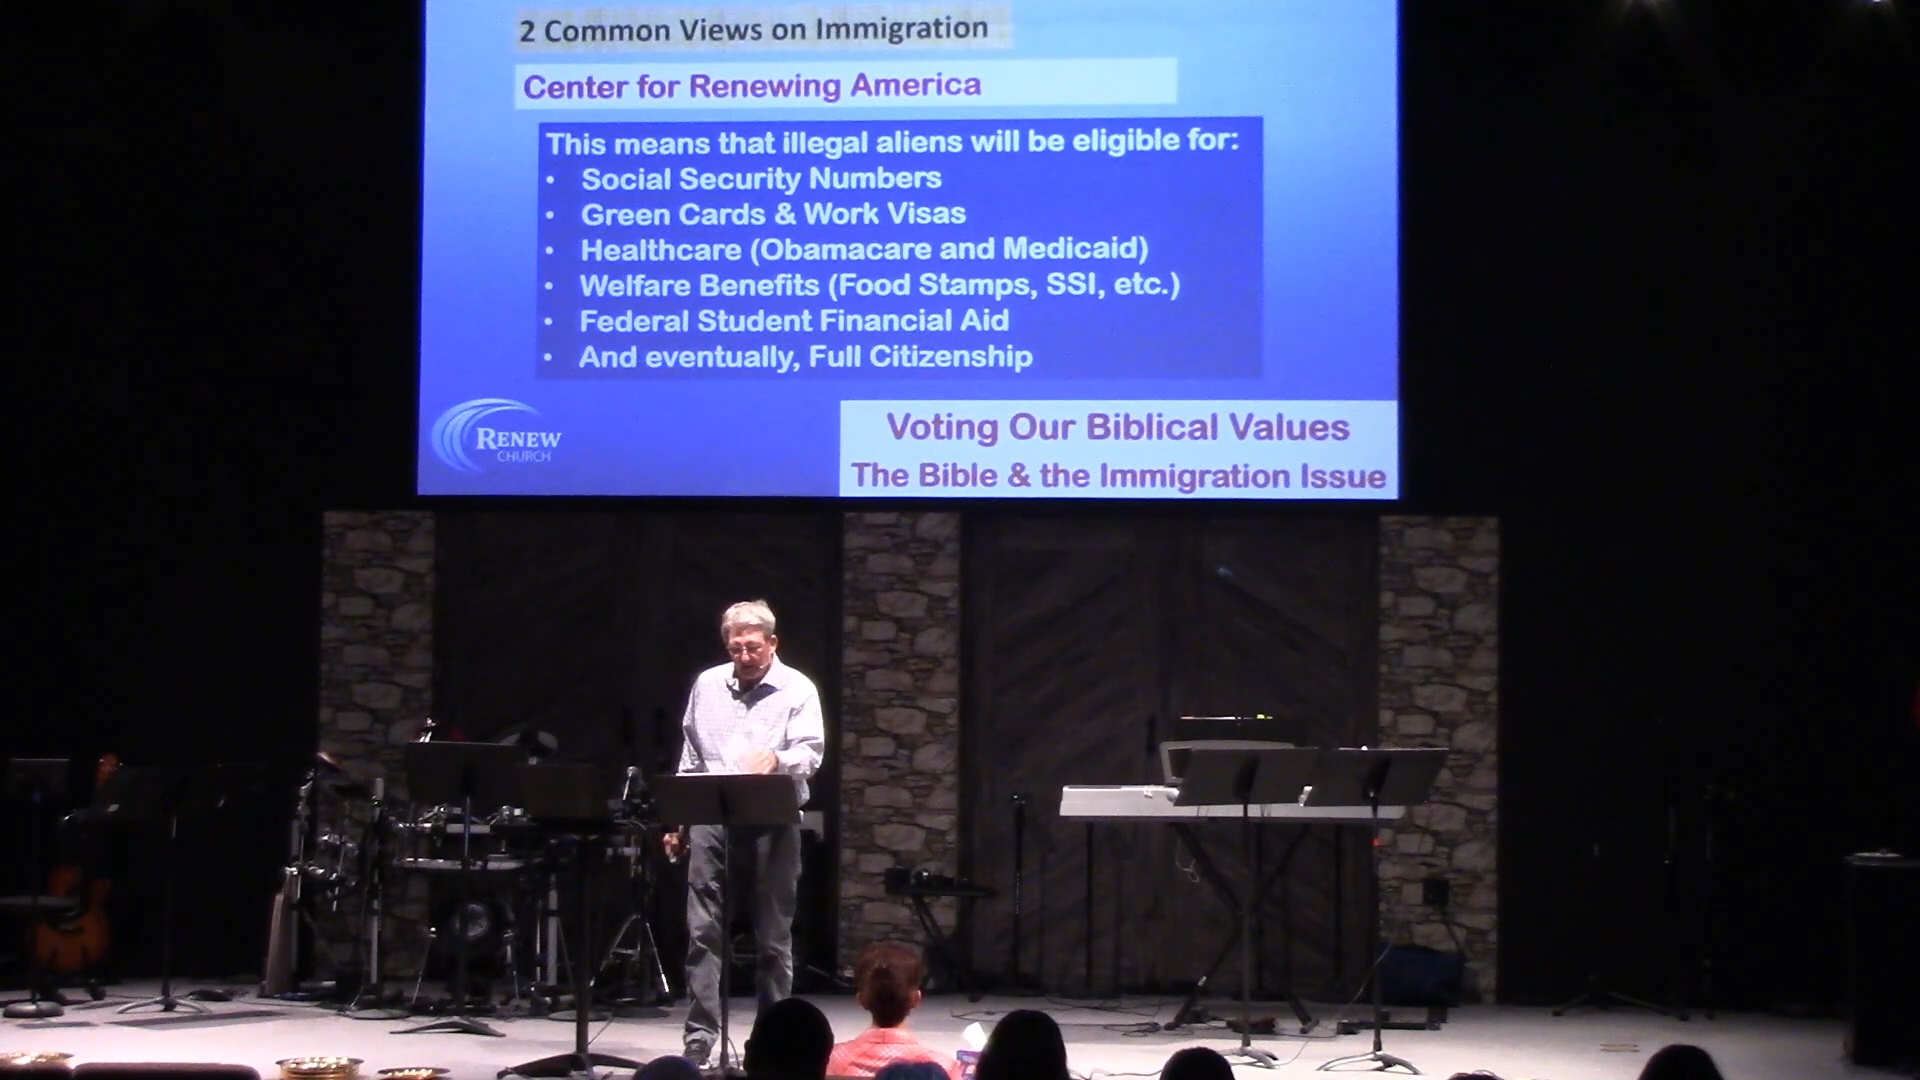 2 Common Views on Immigration
Center for Renewing America
This means that illegal aliens will be eligible for:
• Social Security Numbers
• Green Cards & Work Visas
• Healthcare (Obamacare and Medicaid)
• Welfare Benefits (Food Stamps, SSI, etc.)
• Federal Student Financial Aid
• And eventually, Full Citizenship
RENEW
CHURCH
Voting Our Biblical Values
The Bible & the Immigration Issue